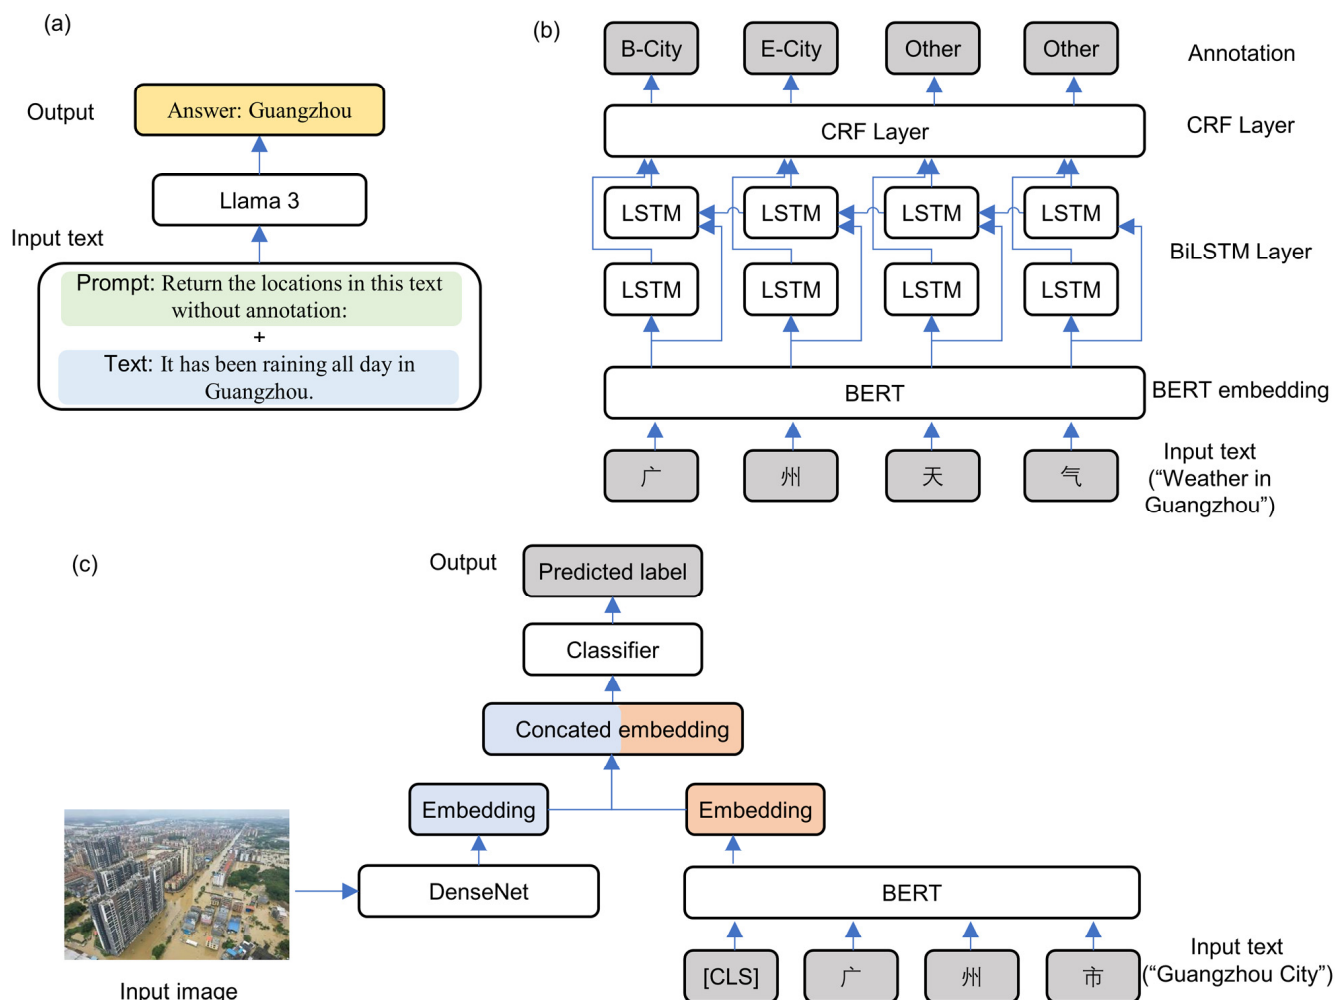 (a)
Output
Answer: Guangzhou
Llama 3
Input text
Prompt: Return the locations in this text
without annotation:
+
Text: It has been raining all day in
Guangzhou.
(b)
B-City E-City Other Other Annotation
CRF Layer CRF Layer
LSTM LSTM LSTM LSTM
BiLSTM Layer
LSTM LSTM LSTM LSTM
BERT BERT embedding
广 州 天 气
Input text
(“Weather in
Guangzhou”)
(c)
Output Predicted label
Classifier
Concated embedding
Embedding Embedding
DenseNet BERT
[CLS] 广 州 市
Input text
(“Guangzhou City”)
Input image